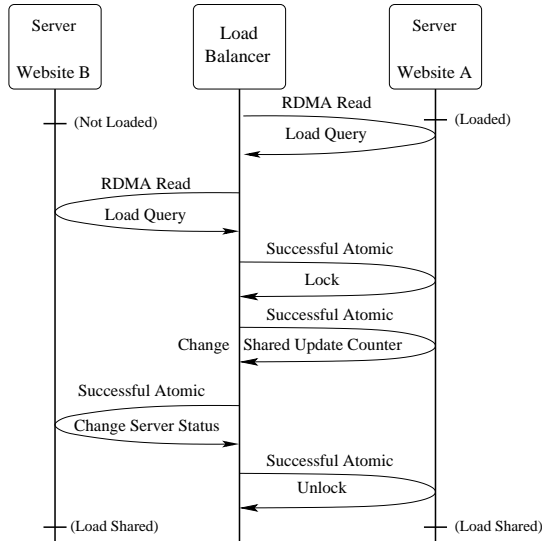 Server
Website B
Load
Balancer
Server
Website A
RDMA Read
(Not Loaded)
(Loaded)
Load Query
RDMA Read
Load Query
Successful Atomic
Lock
Successful Atomic
Change Shared Update Counter
Successful Atomic
Change Server Status
Successful Atomic
Unlock
(Load Shared)
(Load Shared)